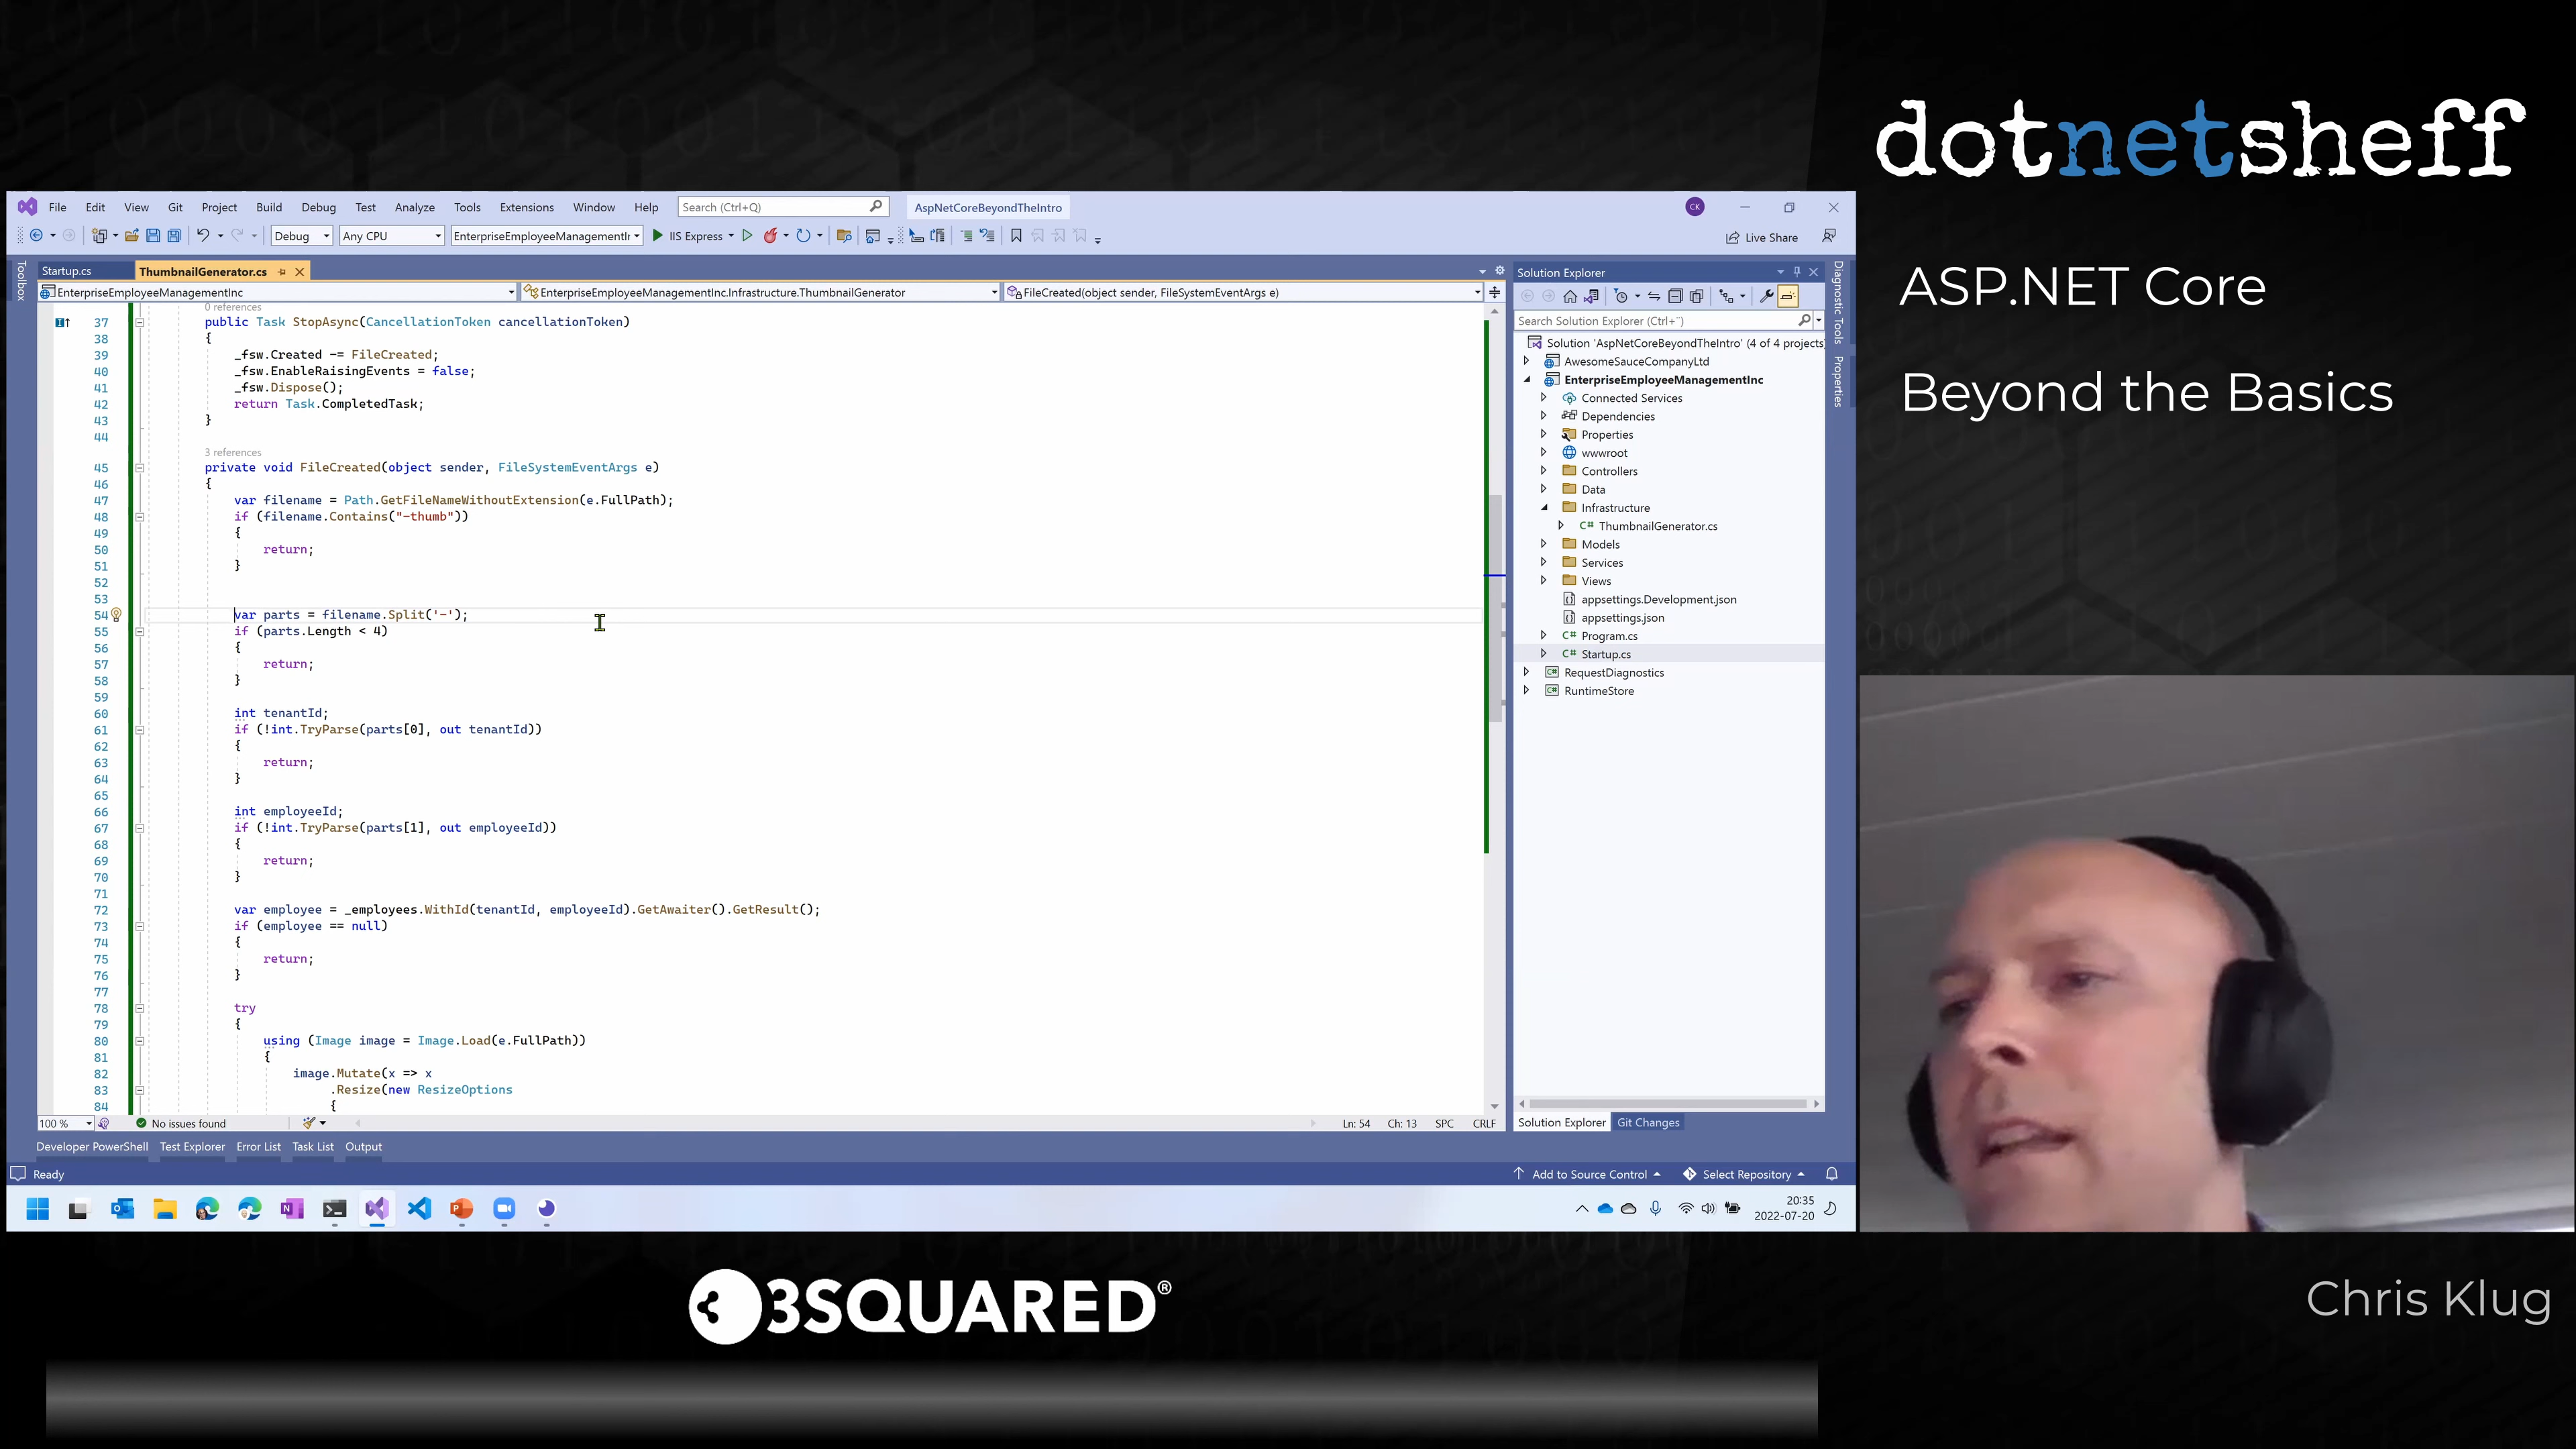 dotnetsheff
ASP.NET Core
Beyond the Basics
File Edit View Git Project Build Debug Test Analyze Tools Extensions Window Help Search (Ctrl+Q) AspNetCoreBeyondTheIntro CK
Debug Any CPU EnterpriseEmployeeManagementIr IIS Express Live Share
Toolbox
Startup.cs ThumbnailGenerator.cs
EnterpriseEmployeeManagementInc EnterpriseEmployeeManagementInc.Infrastructure.ThumbnailGenerator FileCreated(object sender, FileSystemEventArgs e)
0 references
37 public Task StopAsync(CancellationToken cancellationToken)
38 {
39 _fsw.Created -= FileCreated;
40 _fsw.EnableRaisingEvents = false;
41 _fsw.Dispose();
42 return Task.CompletedTask;
43 }
44
3 references
45 private void FileCreated(object sender, FileSystemEventArgs e)
46 {
47 var filename = Path.GetFileNameWithoutExtension(e.FullPath);
48 if (filename.Contains("-thumb"))
49 {
50 return;
51 }
52
53
54 var parts = filename.Split('-');
55 if (parts.Length < 4)
56 {
57 return;
58 }
59
60 int tenantId;
61 if (!int.TryParse(parts[0], out tenantId))
62 {
63 return;
64 }
65
66 int employeeId;
67 if (!int.TryParse(parts[1], out employeeId))
68 {
69 return;
70 }
71
72 var employee = _employees.WithId(tenantId, employeeId).GetAwaiter().GetResult();
73 if (employee == null)
74 {
75 return;
76 }
77
78 try
79 {
80 using (Image image = Image.Load(e.FullPath))
81 {
82 image.Mutate(x => x
83 .Resize(new ResizeOptions
84 {
100 % No issues found Ln: 54 Ch: 13 SPC CRLF
Solution Explorer
Search Solution Explorer (Ctrl+¨)
Solution 'AspNetCoreBeyondTheIntro' (4 of 4 projects)
AwesomeSauceCompanyLtd
EnterpriseEmployeeManagementInc
Connected Services
Dependencies
Properties
wwwroot
Controllers
Data
Infrastructure
C# ThumbnailGenerator.cs
Models
Services
Views
appsettings.Development.json
appsettings.json
C# Program.cs
C# Startup.cs
RequestDiagnostics
RuntimeStore
Solution Explorer Git Changes
Diagnostic Tools
Properties
Developer PowerShell Test Explorer Error List Task List Output
Ready Add to Source Control Select Repository
20:35
2022-07-20
3SQUARED®
Chris Klug